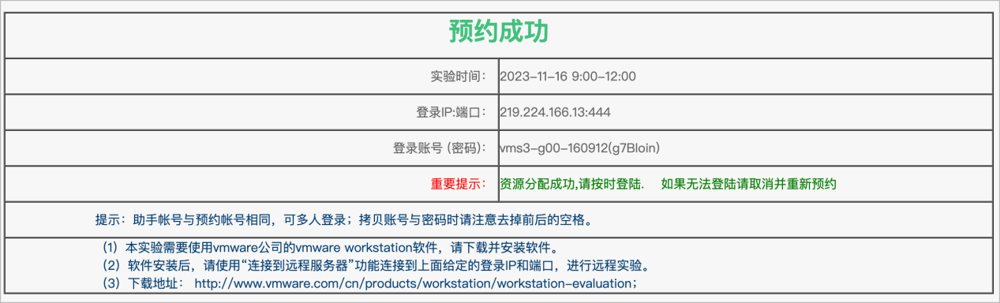 预约成功
实验时间： 2023-11-16 9:00-12:00
登录IP:端口： 219.224.166.13:444
登录账号 (密码)： vms3-g00-160912(g7Bloin)
重要提示： 资源分配成功,请按时登陆. 如果无法登陆请取消并重新预约
提示：助手帐号与预约帐号相同，可多人登录；拷贝账号与密码时请注意去掉前后的空格。
（1）本实验需要使用vmware公司的vmware workstation软件，请下载并安装软件。
（2）软件安装后，请使用“连接到远程服务器”功能连接到上面给定的登录IP和端口，进行远程实验。
（3）下载地址： http://www.vmware.com/cn/products/workstation/workstation-evaluation；